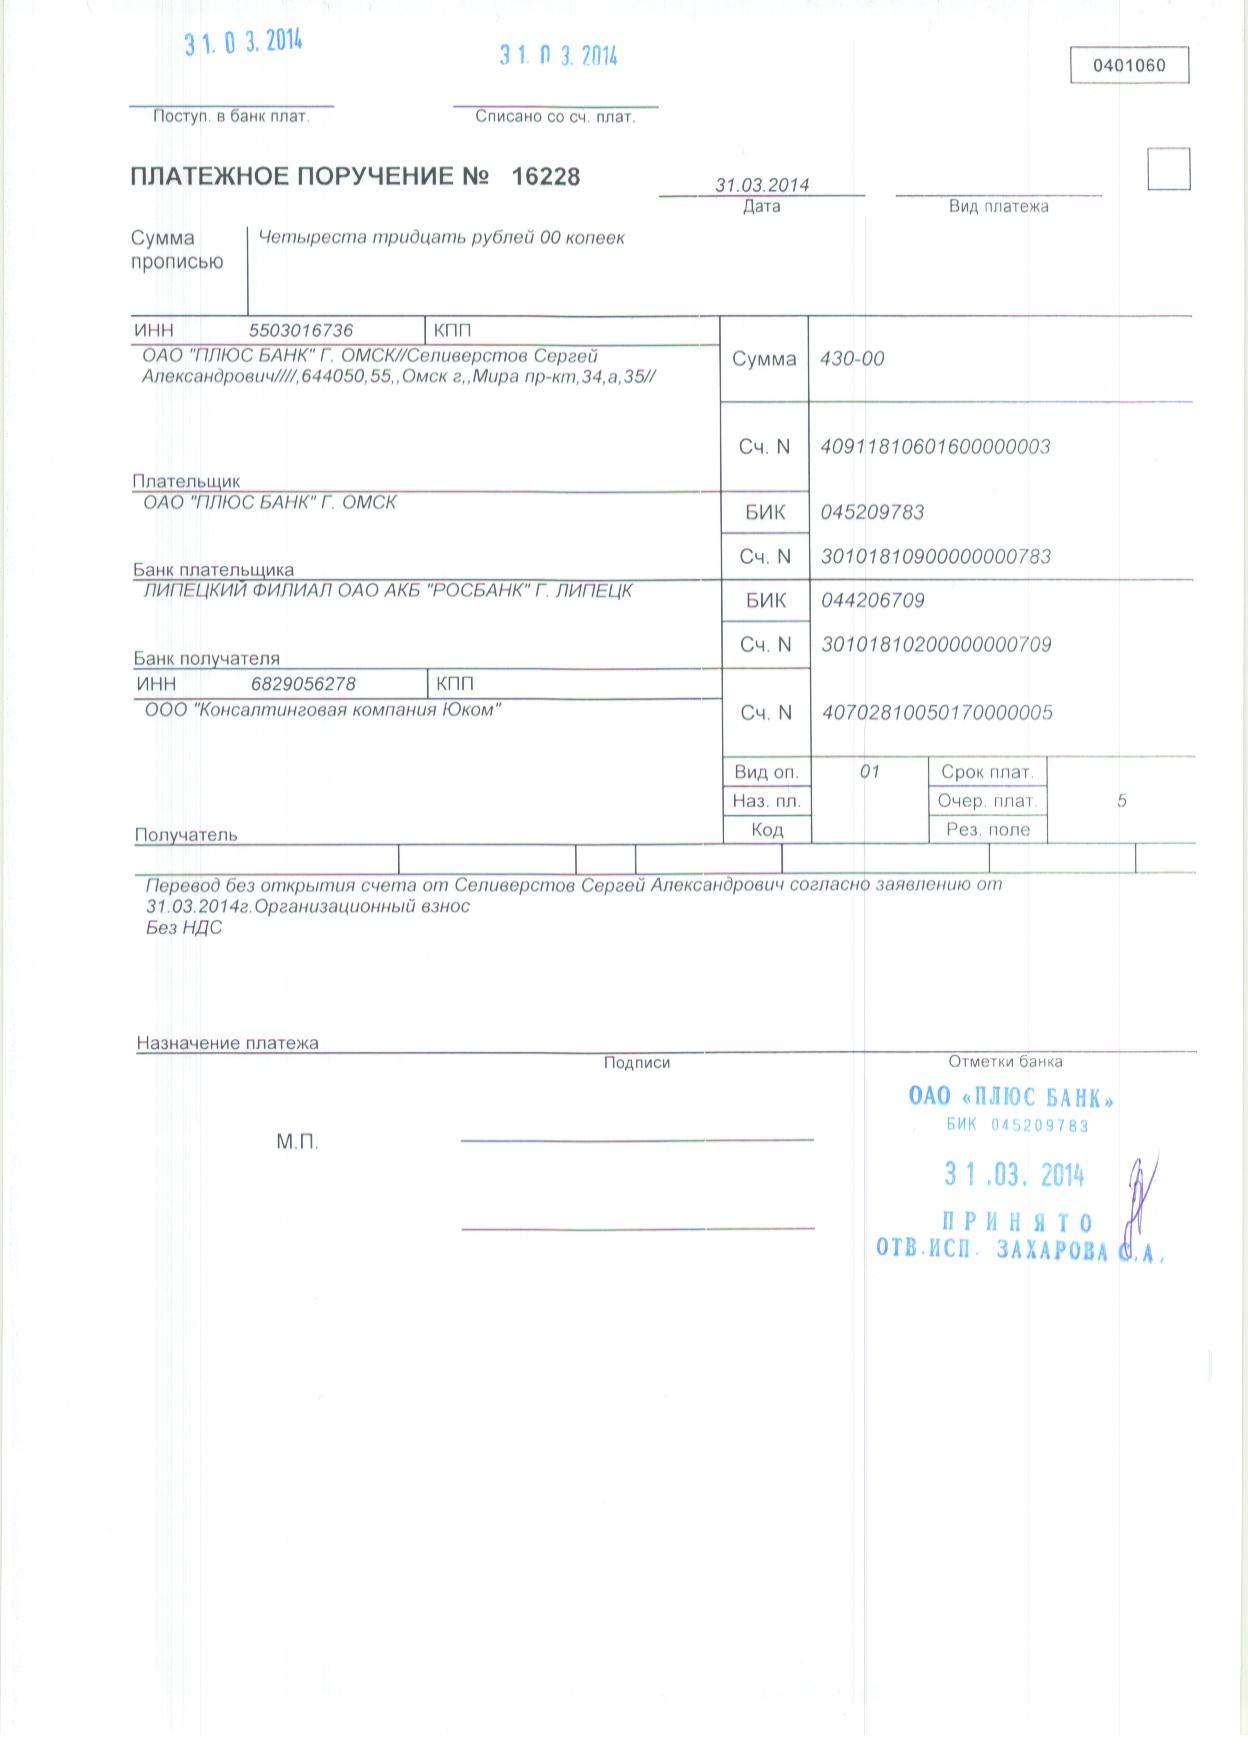 31.03.2014
31.03.2014
0401060
Поступ. в банк плат.
Списано со сч. плат.
ПЛАТЕЖНОЕ ПОРУЧЕНИЕ № 16228
31.03.2014
Дата
Вид платежа
Сумма
прописью
Четыреста тридцать рублей 00 копеек
ИНН 5503016736
КПП
ОАО "ПЛЮС БАНК" Г. ОМСК//Селиверстов Сергей
Александрович////,644050,55,,Омск г,,Мира пр-кт,34,а,35//
Сумма
430-00
Сч. N
40911810601600000003
Плательщик
ОАО "ПЛЮС БАНК" Г. ОМСК
БИК
045209783
Сч. N
30101810900000000783
Банк плательщика
ЛИПЕЦКИЙ ФИЛИАЛ ОАО АКБ "РОСБАНК" Г. ЛИПЕЦК
БИК
044206709
Сч. N
30101810200000000709
Банк получателя
ИНН 6829056278
КПП
ООО "Консалтинговая компания Юком"
Сч. N
40702810050170000005
Вид оп. 01 Срок плат.
Наз. пл. Очер. плат. 5
Код Рез. поле
Получатель
Перевод без открытия счета от Селиверстов Сергей Александрович согласно заявлению от
31.03.2014г.Организационный взнос
Без НДС
Назначение платежа
Подписи
Отметки банка
М.П.
ОАО «ПЛЮС БАНК»
БИК 045209783
31.03.2014
ПРИНЯТО
ОТВ.ИСП. ЗАХАРОВА С.А.